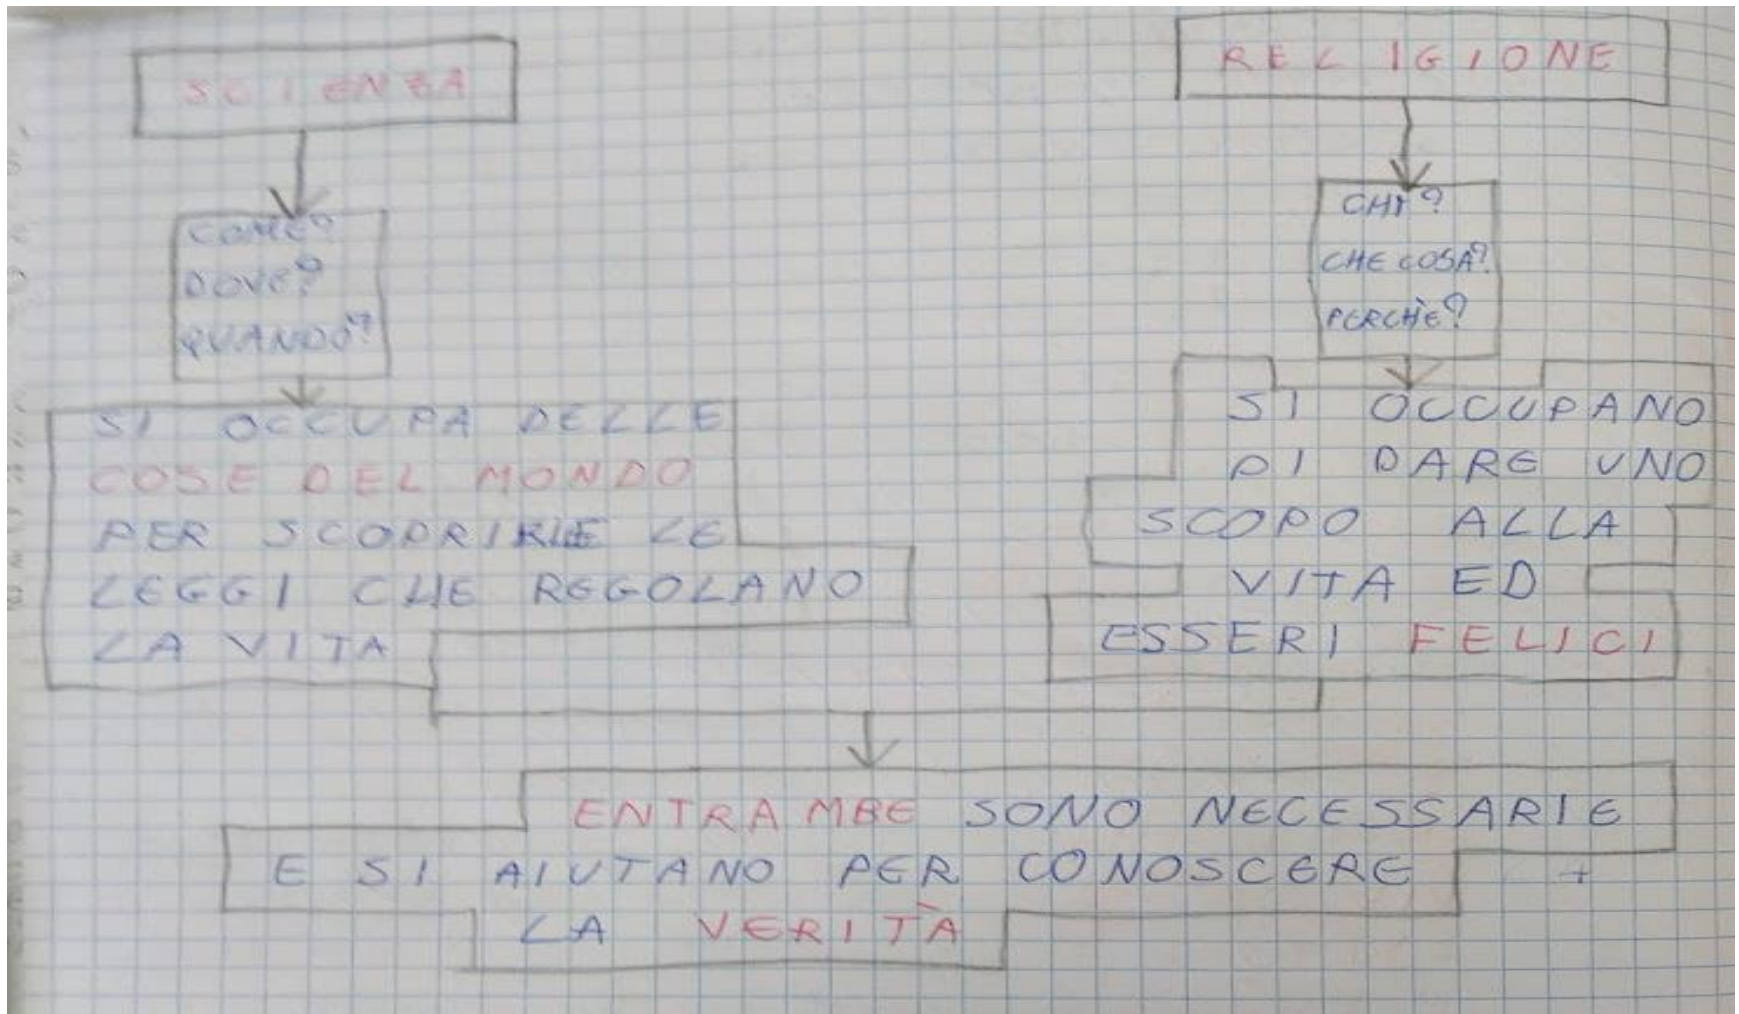 SCIENZA
COME?
DOVE?
QUANDO?
SI OCCUPA DELLE
COSE DEL MONDO
PER SCOPRIRLE LE
LEGGI CHE REGOLANO
LA VITA
RELIGIONE
CHI?
CHE COSA?
PERCHÈ?
SI OCCUPANO
DI DARE UNO
SCOPO ALLA
VITA ED
ESSERI FELICI
ENTRAMBE SONO NECESSARIE
E SI AIUTANO PER CONOSCERE
LA VERITÀ